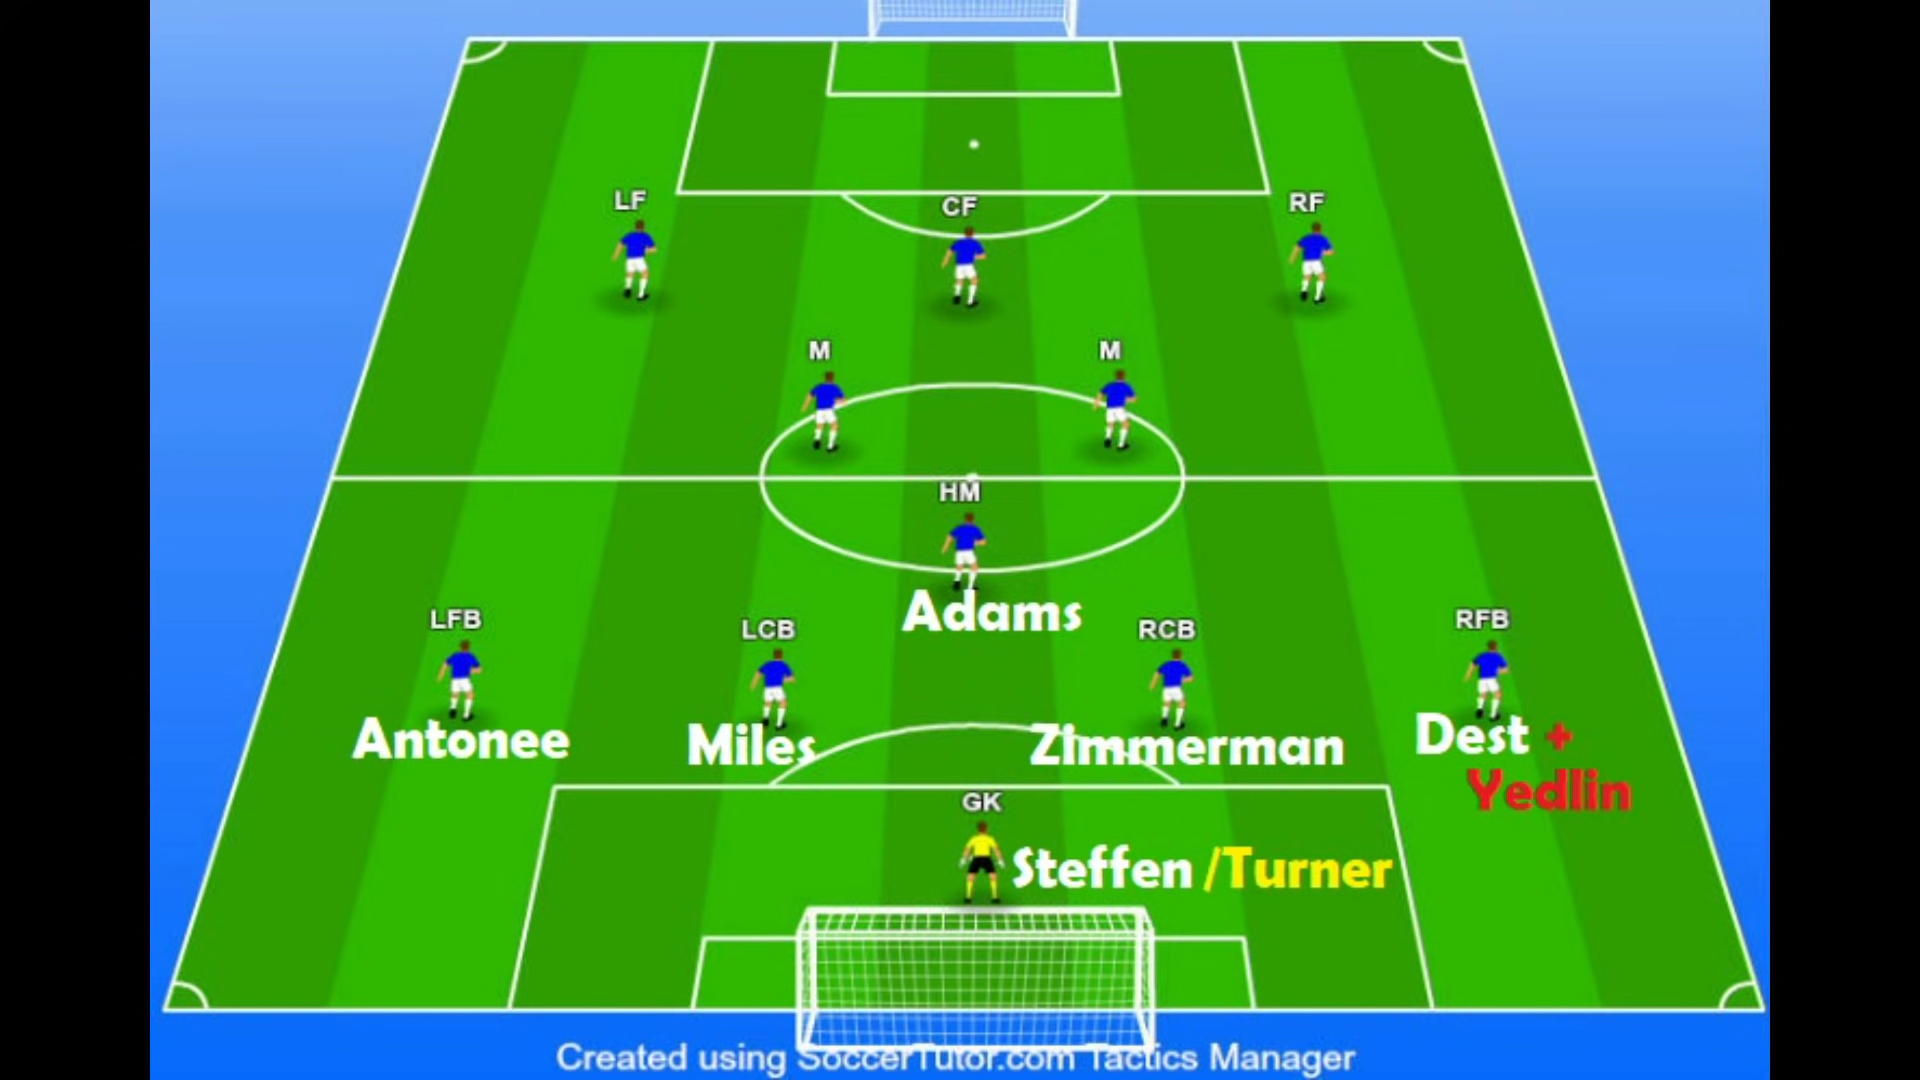 LF CF RF
M M
HM
Adams
LFB LCB RCB RFB
Antonee Miles Zimmerman Dest +
Yedlin
GK
Steffen /Turner
Created using SoccerTutor.com Tactics Manager